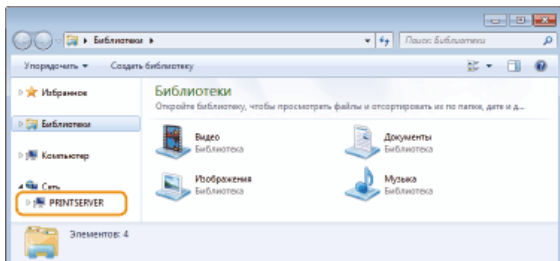 Библиотеки
Поиск: Библиотеки
Упорядочить
Создать библиотеку
Избранное
Библиотеки
Компьютер
Сеть
PRINTSERVER
Библиотеки
Откройте библиотеку, чтобы просмотреть файлы и отсортировать их по папке, дате и д...
Видео
Библиотека
Документы
Библиотека
Изображения
Библиотека
Музыка
Библиотека
Элементов: 4